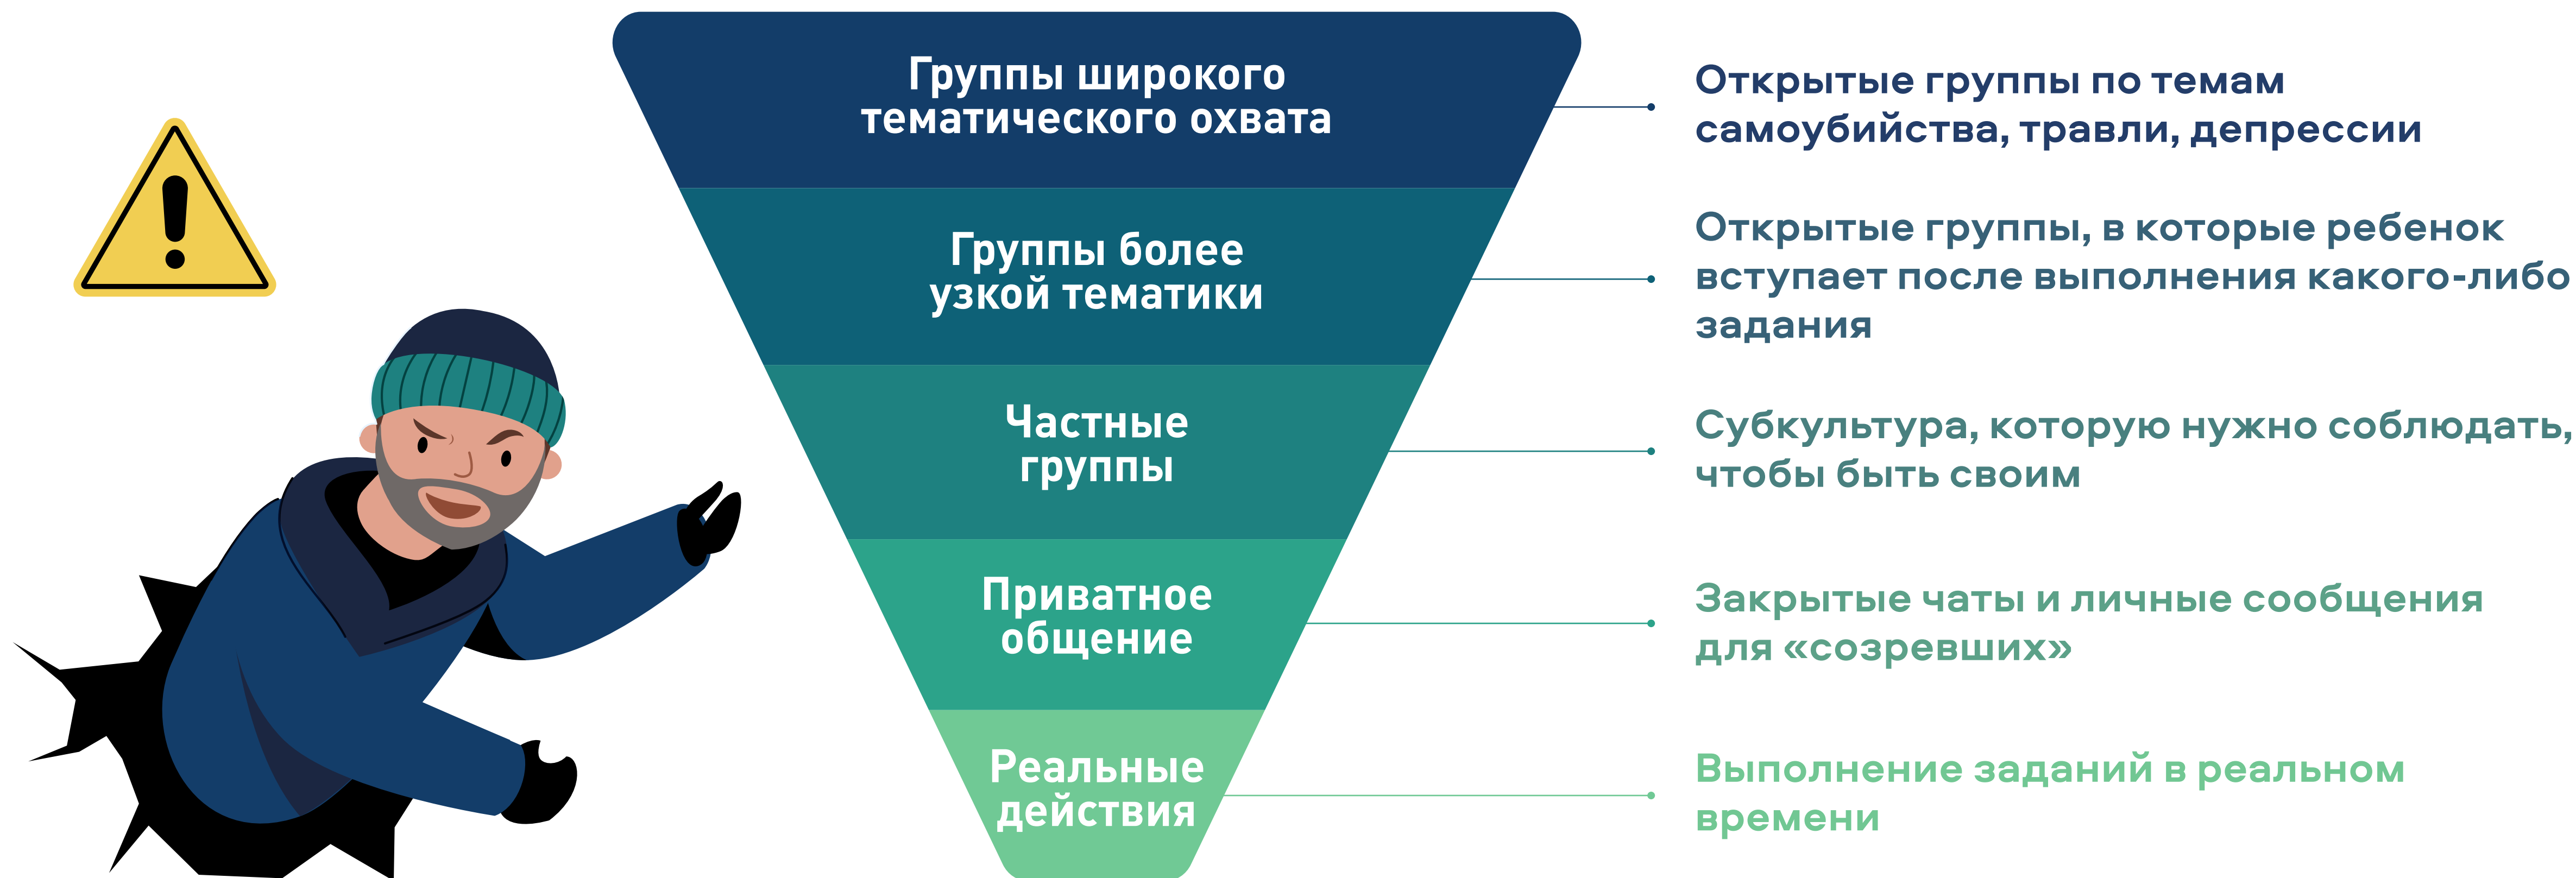 Группы широкого
тематического охвата
Открытые группы по темам
самоубийства, травли, депрессии
Группы более
узкой тематики
Открытые группы, в которые ребенок
вступает после выполнения какого-либо
задания
Частные
группы
Субкультура, которую нужно соблюдать,
чтобы быть своим
Приватное
общение
Закрытые чаты и личные сообщения
для «созревших»
Реальные
действия
Выполнение заданий в реальном
времени